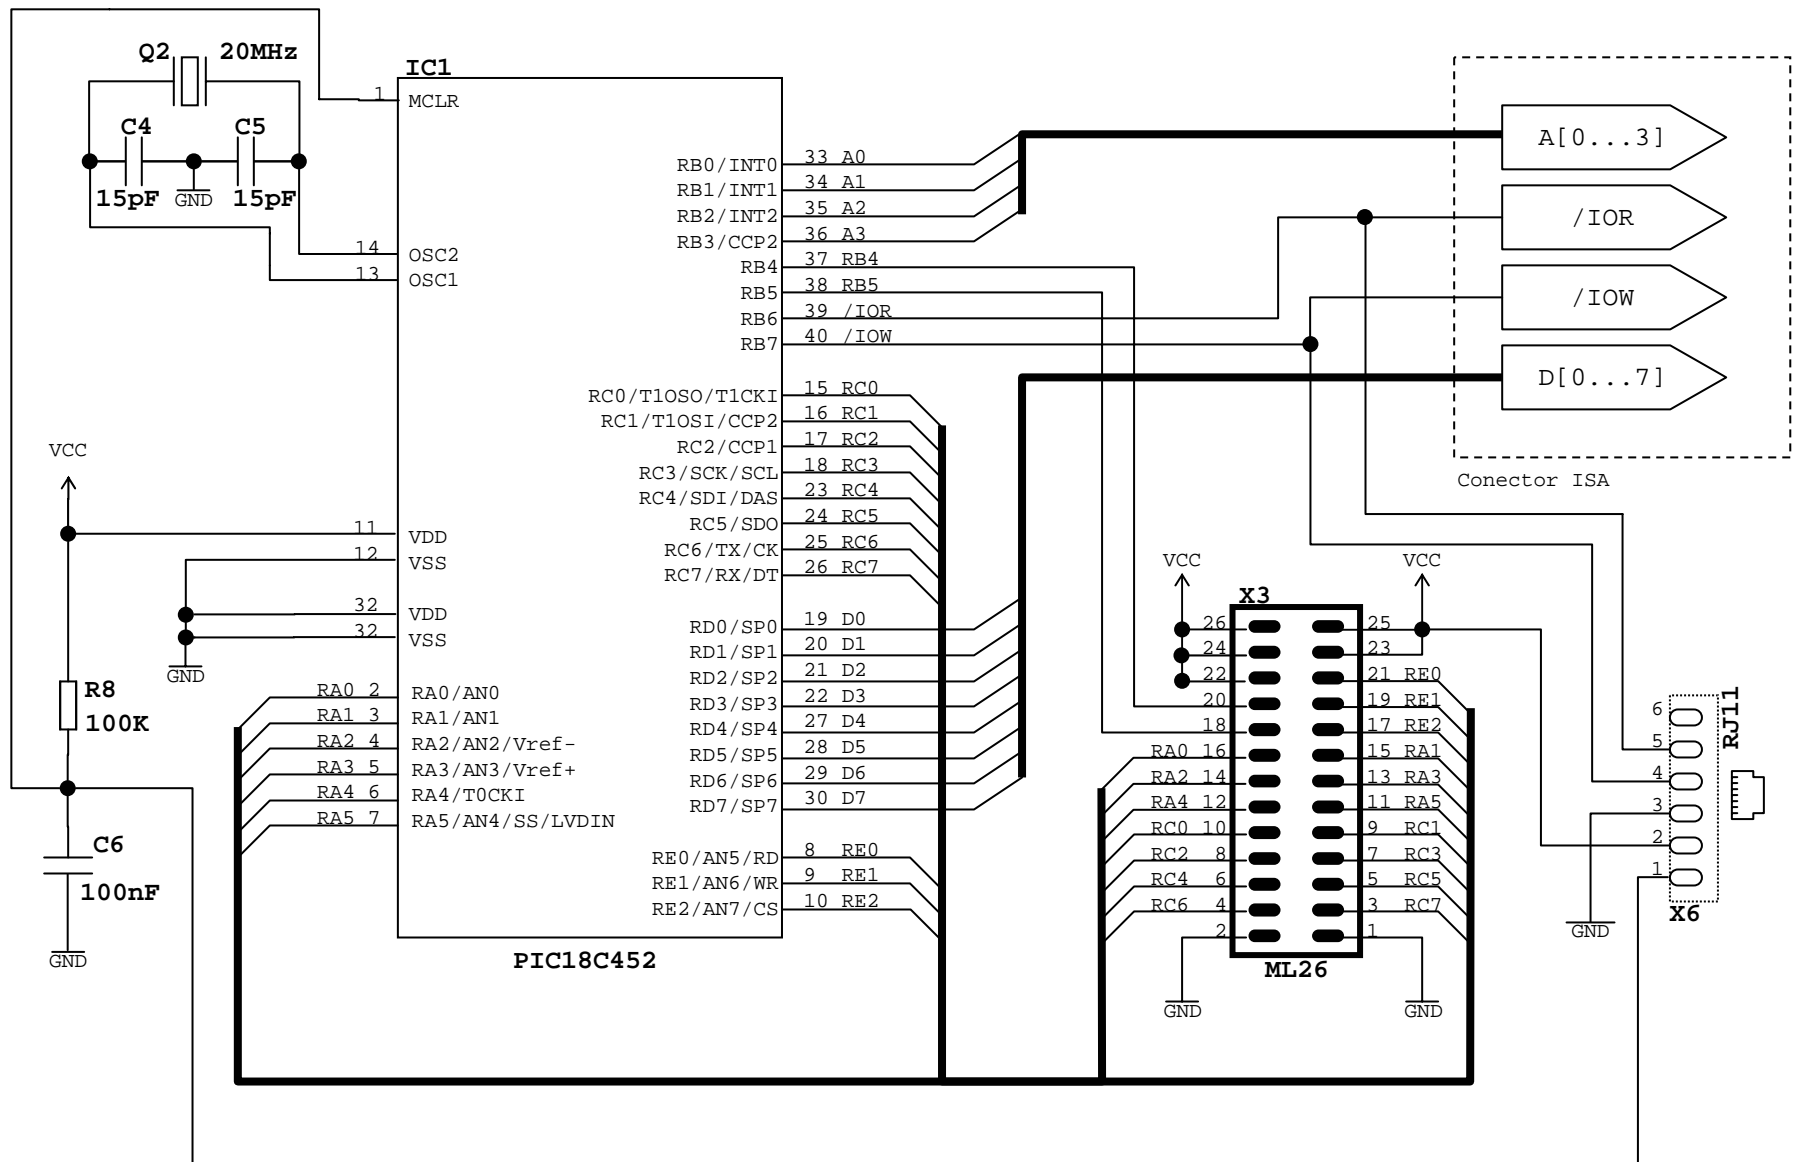 Q2 20MHz
C4 C5
15pF GND 15pF
IC1
1 MCLR
14 OSC2
13 OSC1
VCC
11 VDD
12 VSS
32 VDD
32 VSS
GND
R8
100K
C6
100nF
GND
RA0 2 RA0/AN0
RA1 3 RA1/AN1
RA2 4 RA2/AN2/Vref-
RA3 5 RA3/AN3/Vref+
RA4 6 RA4/T0CKI
RA5 7 RA5/AN4/SS/LVDIN
RB0/INT0 33 A0
RB1/INT1 34 A1
RB2/INT2 35 A2
RB3/CCP2 36 A3
RB4 37 RB4
RB5 38 RB5
RB6 39 /IOR
RB7 40 /IOW
RC0/T1OSO/T1CKI 15 RC0
RC1/T1OSI/CCP2 16 RC1
RC2/CCP1 17 RC2
RC3/SCK/SCL 18 RC3
RC4/SDI/DAS 23 RC4
RC5/SDO 24 RC5
RC6/TX/CK 25 RC6
RC7/RX/DT 26 RC7
RD0/SP0 19 D0
RD1/SP1 20 D1
RD2/SP2 21 D2
RD3/SP3 22 D3
RD4/SP4 27 D4
RD5/SP5 28 D5
RD6/SP6 29 D6
RD7/SP7 30 D7
RE0/AN5/RD 8 RE0
RE1/AN6/WR 9 RE1
RE2/AN7/CS 10 RE2
PIC18C452
A[0...3]
/IOR
/IOW
D[0...7]
Conector ISA
VCC VCC
X3
26 25
24 23
22 21 RE0
20 19 RE1
18 17 RE2
RA0 16 15 RA1
RA2 14 13 RA3
RA4 12 11 RA5
RC0 10 9 RC1
RC2 8 7 RC3
RC4 6 5 RC5
RC6 4 3 RC7
2 1
ML26
GND GND
RJ11
6
5
4
3
2
1
X6
GND